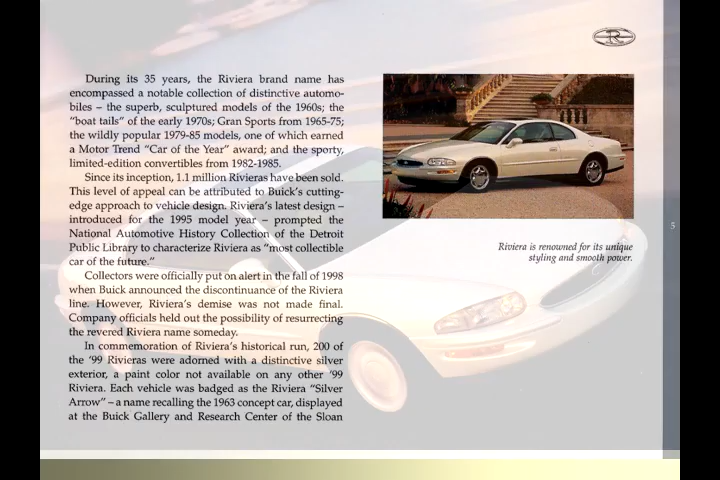 During its 35 years, the Riviera brand name has
encompassed a notable collection of distinctive automo-
biles – the superb, sculptured models of the 1960s; the
"boat tails" of the early 1970s; Gran Sports from 1965-75;
the wildly popular 1979-85 models, one of which earned
a Motor Trend "Car of the Year" award; and the sporty,
limited-edition convertibles from 1982-1985.
Since its inception, 1.1 million Rivieras have been sold.
This level of appeal can be attributed to Buick's cutting-
edge approach to vehicle design. Riviera's latest design –
introduced for the 1995 model year – prompted the
National Automotive History Collection of the Detroit
Public Library to characterize Riviera as "most collectible
car of the future."
Collectors were officially put on alert in the fall of 1998
when Buick announced the discontinuance of the Riviera
line. However, Riviera's demise was not made final.
Company officials held out the possibility of resurrecting
the revered Riviera name someday.
In commemoration of Riviera's historical run, 200 of
the '99 Rivieras were adorned with a distinctive silver
exterior, a paint color not available on any other '99
Riviera. Each vehicle was badged as the Riviera "Silver
Arrow" – a name recalling the 1963 concept car, displayed
at the Buick Gallery and Research Center of the Sloan
R
Riviera is renowned for its unique
styling and smooth power.
5